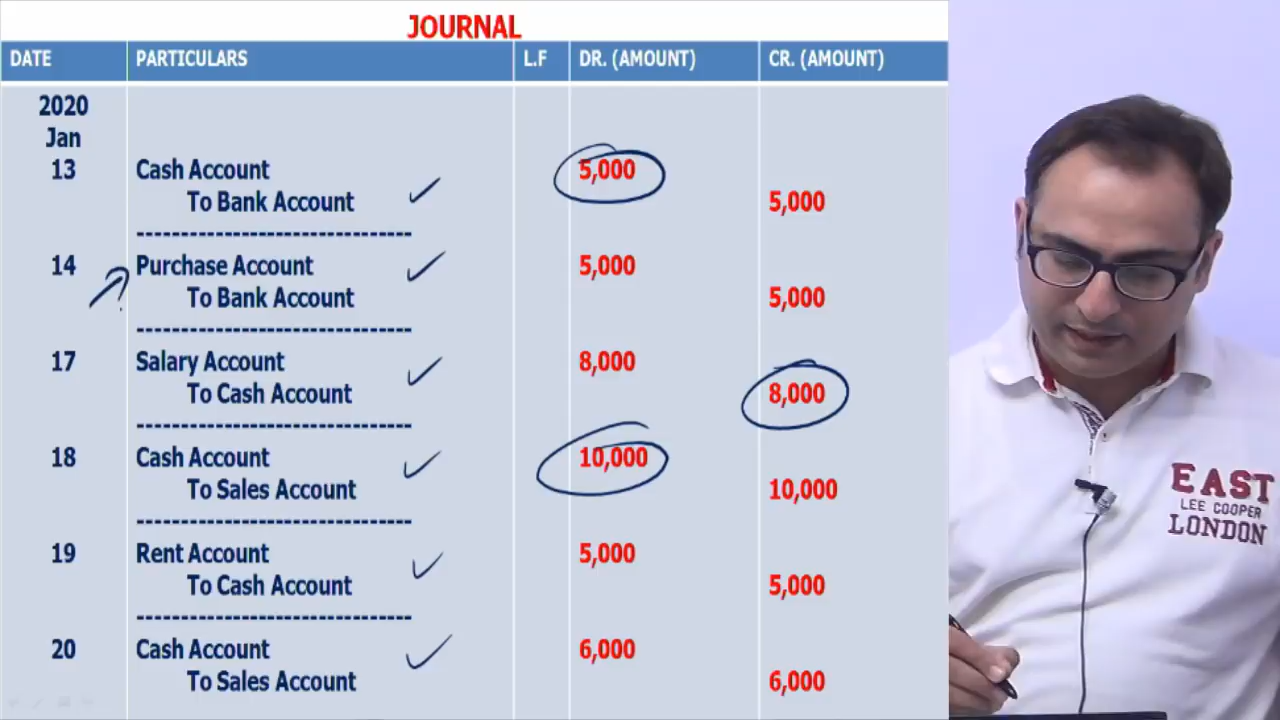 JOURNAL
DATE PARTICULARS L.F DR. (AMOUNT) CR. (AMOUNT)
2020
Jan
13 Cash Account 5,000
To Bank Account 5,000
-------------------------------
14 Purchase Account 5,000
To Bank Account 5,000
-------------------------------
17 Salary Account 8,000
To Cash Account 8,000
-------------------------------
18 Cash Account 10,000
To Sales Account 10,000
-------------------------------
19 Rent Account 5,000
To Cash Account 5,000
-------------------------------
20 Cash Account 6,000
To Sales Account 6,000
EAST
LEE COOPER
LONDON